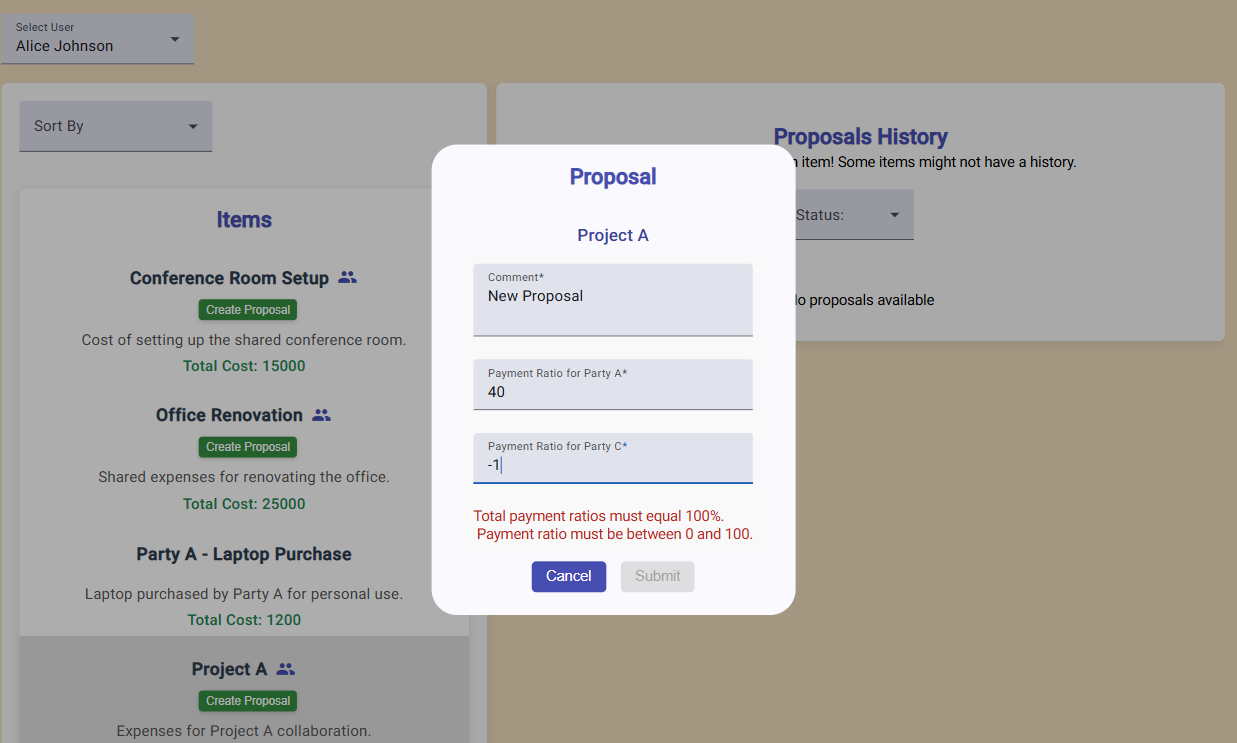 Select User
Alice Johnson
Sort By
Items
Conference Room Setup
Create Proposal
Cost of setting up the shared conference room.
Total Cost: 15000
Office Renovation
Create Proposal
Shared expenses for renovating the office.
Total Cost: 25000
Party A - Laptop Purchase
Laptop purchased by Party A for personal use.
Total Cost: 1200
Project A
Create Proposal
Expenses for Project A collaboration.
Proposal
Project A
Comment*
New Proposal
Payment Ratio for Party A*
40
Payment Ratio for Party C*
-1
Total payment ratios must equal 100%.
Payment ratio must be between 0 and 100.
Cancel
Submit
Proposals History
item! Some items might not have a history.
Status:
proposals available